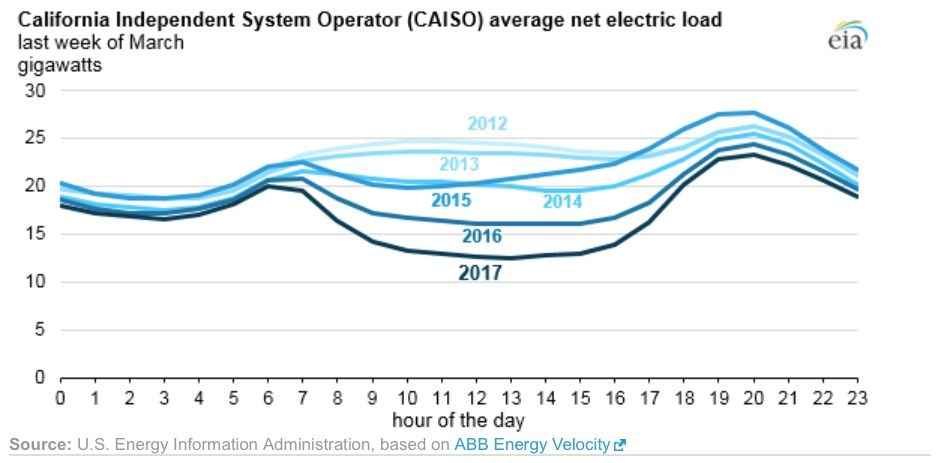 California Independent System Operator (CAISO) average net electric load
last week of March
gigawatts
eia
30
25
20
15
10
5
0
2012
2013
2015
2014
2016
2017
0 1 2 3 4 5 6 7 8 9 10 11 12 13 14 15 16 17 18 19 20 21 22 23
hour of the day
Source: U.S. Energy Information Administration, based on ABB Energy Velocity